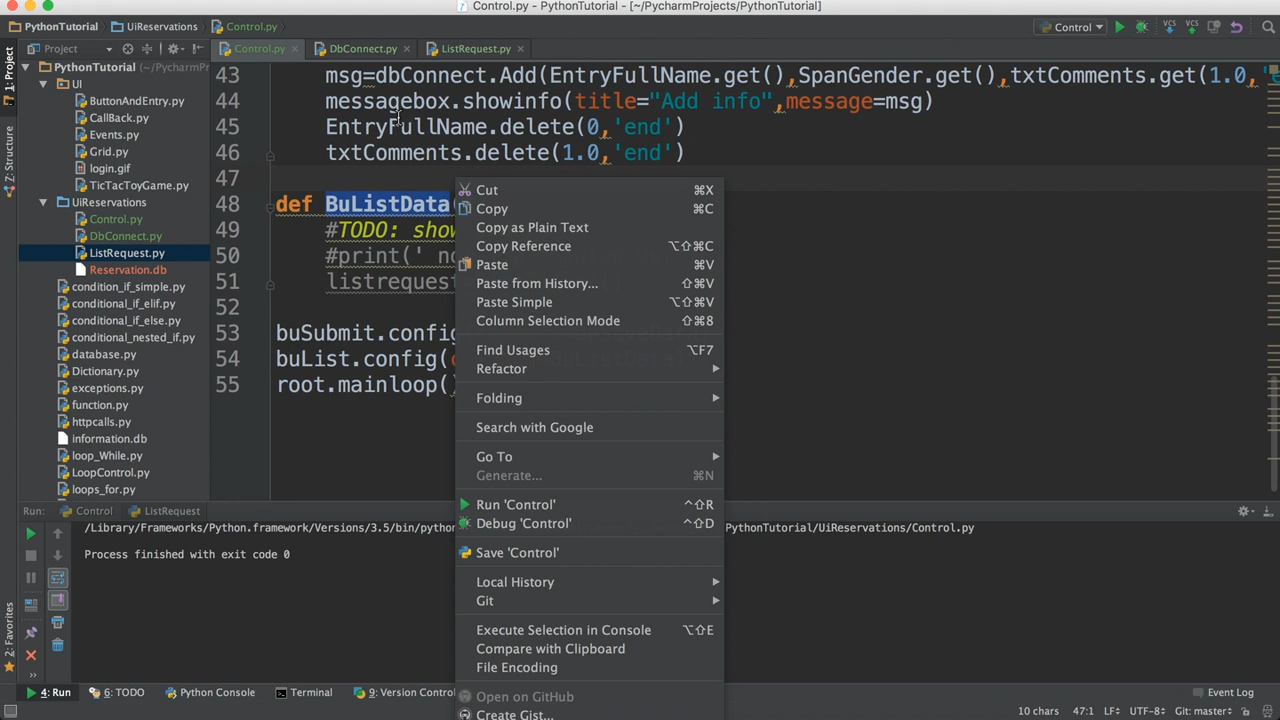 Control.py - PythonTutorial - [~/PycharmProjects/PythonTutorial]
PythonTutorial
UiReservations
Control.py
Control
VCS
VCS
Project
Control.py
DbConnect.py
ListRequest.py
1: Project
Structure
2: Favorites
PythonTutorial (~/PycharmPr
UI
ButtonAndEntry.py
CallBack.py
Events.py
Grid.py
login.gif
TicTacToyGame.py
UiReservations
Control.py
DbConnect.py
ListRequest.py
Reservation.db
condition_if_simple.py
conditional_if_elif.py
conditional_if_else.py
conditional_nested_if.py
database.py
Dictionary.py
exceptions.py
function.py
httpcalls.py
information.db
loop_While.py
LoopControl.py
loops_for.py
43 msg=dbConnect.Add(EntryFullName.get(),SpanGender.get(),txtComments.get(1.0,'e
44 messagebox.showinfo(title="Add info",message=msg)
45 EntryFullName.delete(0,'end')
46 txtComments.delete(1.0,'end')
47
48 def BuListData
49 #TODO: show
50 #print(' no
51 listrequest
52
53 buSubmit.config
54 buList.config(
55 root.mainloop()
Cut ⌘X
Copy ⌘C
Copy as Plain Text
Copy Reference ⌥⇧⌘C
Paste ⌘V
Paste from History... ⇧⌘V
Paste Simple ⌥⇧⌘V
Column Selection Mode ⇧⌘8
Find Usages ⌥F7
Refactor
Folding
Search with Google
Go To
Generate... ⌘N
Run 'Control' ^⇧R
Debug 'Control' ^⇧D
Save 'Control'
Local History
Git
Execute Selection in Console ⌥⇧E
Compare with Clipboard
File Encoding
Open on GitHub
Create Gist...
Run: Control ListRequest
/Library/Frameworks/Python.framework/Versions/3.5/bin/python PythonTutorial/UiReservations/Control.py
Process finished with exit code 0
4: Run
6: TODO
Python Console
Terminal
9: Version Contro
Event Log
10 chars 47:1 LF÷ UTF-8÷ Git: master÷